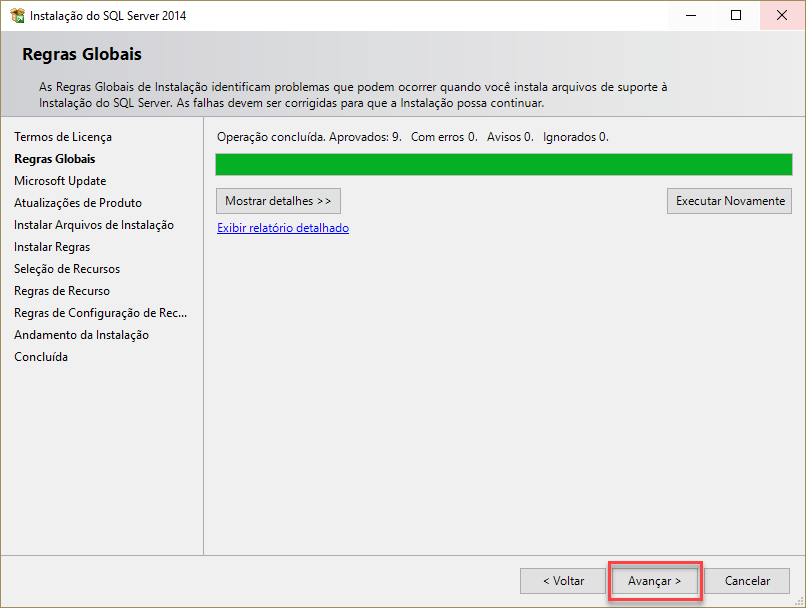 Instalação do SQL Server 2014
Regras Globais
As Regras Globais de Instalação identificam problemas que podem ocorrer quando você instala arquivos de suporte à
Instalação do SQL Server. As falhas devem ser corrigidas para que a Instalação possa continuar.
Termos de Licença
Regras Globais
Microsoft Update
Atualizações de Produto
Instalar Arquivos de Instalação
Instalar Regras
Seleção de Recursos
Regras de Recurso
Regras de Configuração de Rec...
Andamento da Instalação
Concluída
Operação concluída. Aprovados: 9. Com erros 0. Avisos 0. Ignorados 0.
Mostrar detalhes >>
Executar Novamente
Exibir relatório detalhado
< Voltar
Avançar >
Cancelar